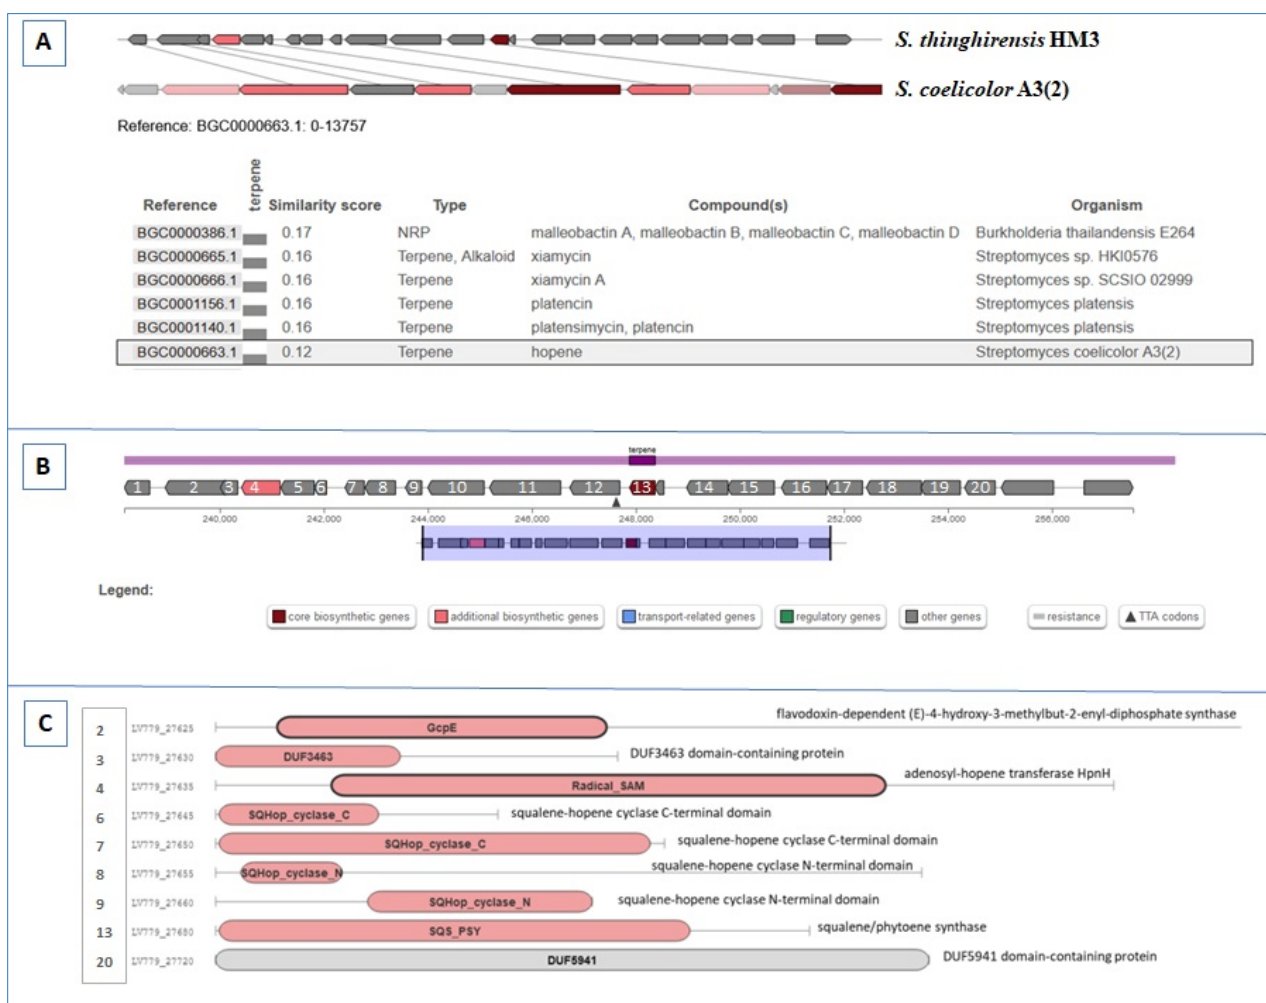 A
S. thinghirensis HM3
S. coelicolor A3(2)
Reference: BGC0000663.1: 0-13757
Reference terpene Similarity score Type Compound(s) Organism
BGC0000386.1 0.17 NRP malleobactin A, malleobactin B, malleobactin C, malleobactin D Burkholderia thailandensis E264
BGC0000665.1 0.16 Terpene, Alkaloid xiamycin Streptomyces sp. HKI0576
BGC0000666.1 0.16 Terpene xiamycin A Streptomyces sp. SCSIO 02999
BGC0001156.1 0.16 Terpene platencin Streptomyces platensis
BGC0001140.1 0.16 Terpene platensimycin, platencin Streptomyces platensis
BGC0000663.1 0.12 Terpene hopene Streptomyces coelicolor A3(2)
B
terpene
1 2 3 4 5 6 7 8 9 10 11 12 13 14 15 16 17 18 19 20
240,000 242,000 244,000 246,000 248,000 250,000 252,000 254,000 256,000
Legend:
core biosynthetic genes additional biosynthetic genes transport-related genes regulatory genes other genes resistance TTA codons
C
2 LV779_27625 GcpE flavodoxin-dependent (E)-4-hydroxy-3-methylbut-2-enyl-diphosphate synthase
3 LV779_27630 DUF3463 DUF3463 domain-containing protein
4 LV779_27635 Radical_SAM adenosyl-hopene transferase HpnH
6 LV779_27645 SQHop_cyclase_C squalene-hopene cyclase C-terminal domain
7 LV779_27650 SQHop_cyclase_C squalene-hopene cyclase C-terminal domain
8 LV779_27655 SQHop_cyclase_N squalene-hopene cyclase N-terminal domain
9 LV779_27660 SQHop_cyclase_N squalene-hopene cyclase N-terminal domain
13 LV779_27680 SQS_PSY squalene/phytoene synthase
20 LV779_27720 DUF5941 DUF5941 domain-containing protein